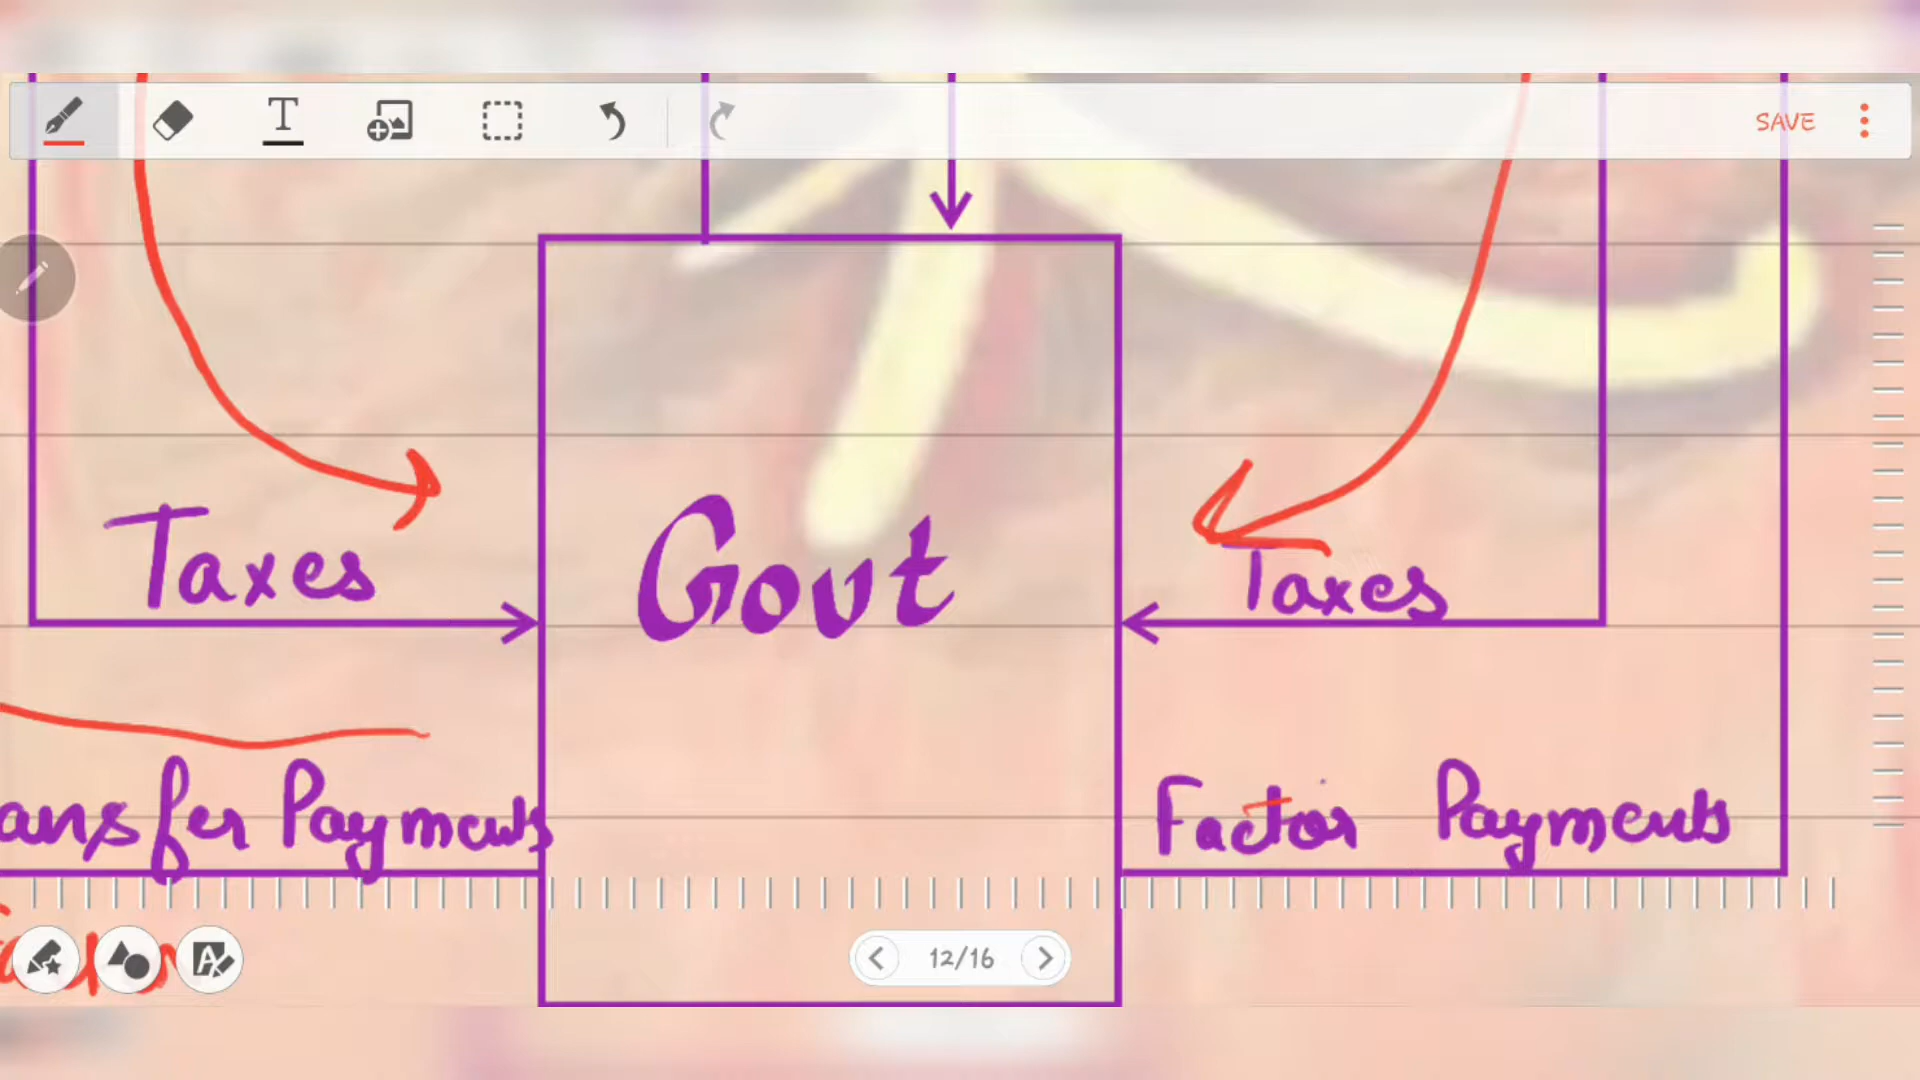 T
SAVE
Taxes
Govt
Taxes
ansfer Payments
Factor Payments
A
12/16